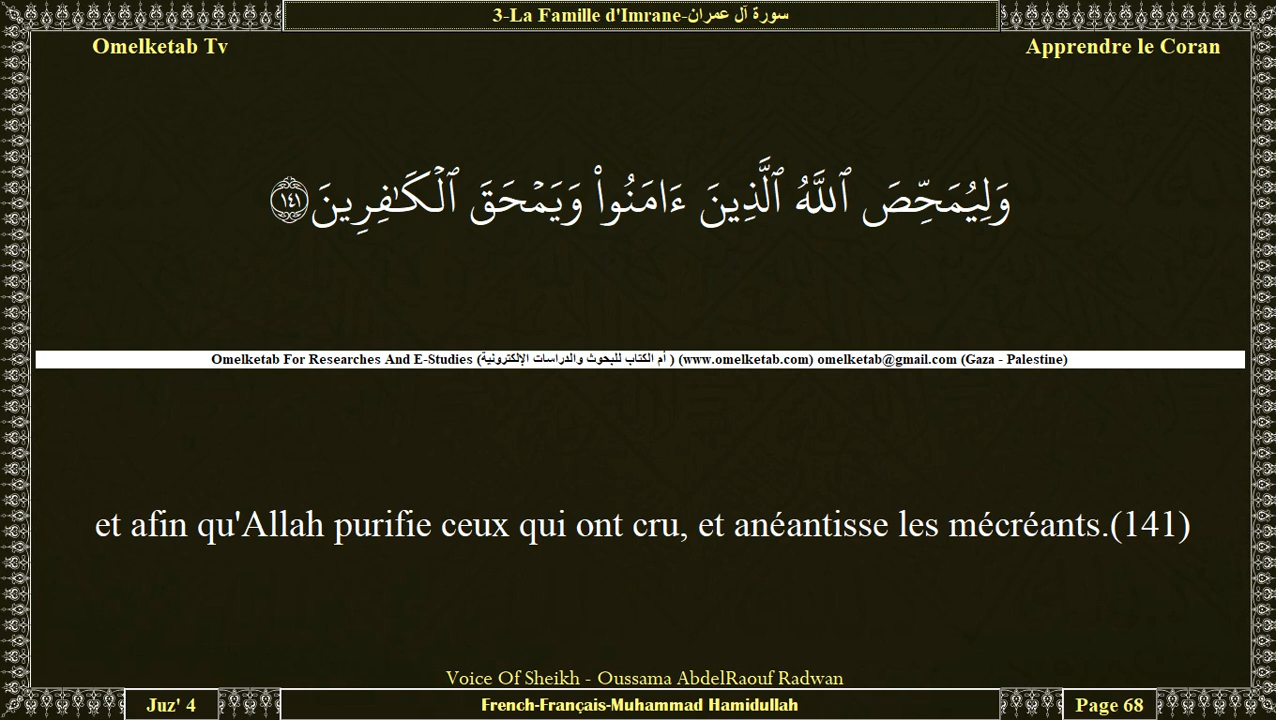 3-La Famille d'Imrane-سورة آل عمران
Omelketab Tv
Apprendre le Coran
وَلِيُمَحِّصَ ٱللَّهُ ٱلَّذِينَ ءَامَنُوا۟ وَيَمْحَقَ ٱلْكَـٰفِرِينَ ١٤١
Omelketab For Researches And E-Studies (أم الكتاب للبحوث والدراسات الإلكترونية ) (www.omelketab.com) omelketab@gmail.com (Gaza - Palestine)
et afin qu'Allah purifie ceux qui ont cru, et anéantisse les mécréants.(141)
Voice Of Sheikh - Oussama AbdelRaouf Radwan
Juz' 4
French-Français-Muhammad Hamidullah
Page 68